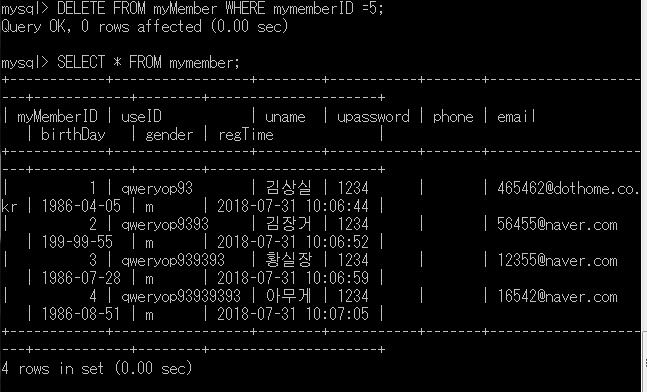 mysql> DELETE FROM myMember WHERE mymemberID =5;
Query OK, 0 rows affected (0.00 sec)
mysql> SELECT * FROM mymember;
+------------+----------------+--------+-----------+-------+-----------------
---+------------+--------+---------------------+
| myMemberID | useID | uname | upassword | phone | email
| birthDay | gender | regTime |
+------------+----------------+--------+-----------+-------+-----------------
---+------------+--------+---------------------+
| 1 | qweryop93 | 김상실 | 1234 | | 465462@dothome.co.
kr | 1986-04-05 | m | 2018-07-31 10:06:44 |
| 2 | qweryop9393 | 김장거 | 1234 | | 56455@naver.com
| 199-99-55 | m | 2018-07-31 10:06:52 |
| 3 | qweryop939393 | 황실장 | 1234 | | 12355@naver.com
| 1986-07-28 | m | 2018-07-31 10:06:59 |
| 4 | qweryop93939393 | 아무게 | 1234 | | 16542@naver.com
| 1986-08-51 | m | 2018-07-31 10:07:05 |
+------------+----------------+--------+-----------+-------+-----------------
---+------------+--------+---------------------+
4 rows in set (0.00 sec)